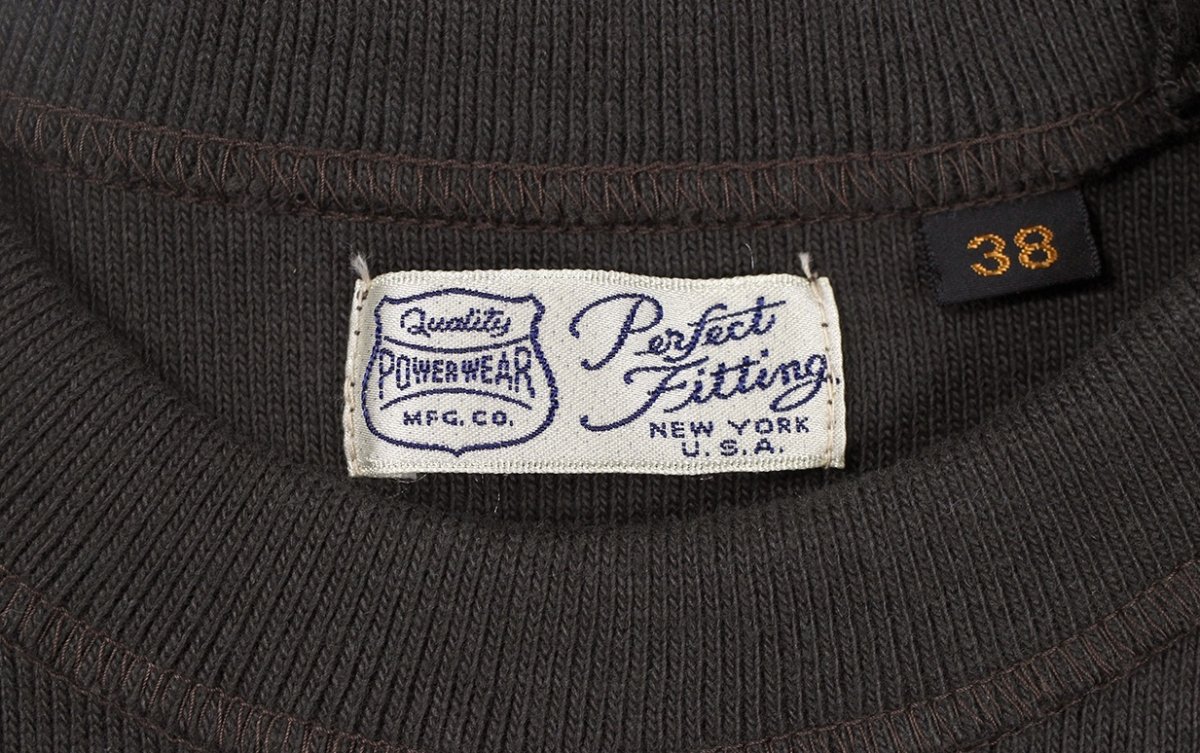 Quality
POWERWEAR
MFG. CO.
Perfect
Fitting
NEW YORK
U.S.A.
38